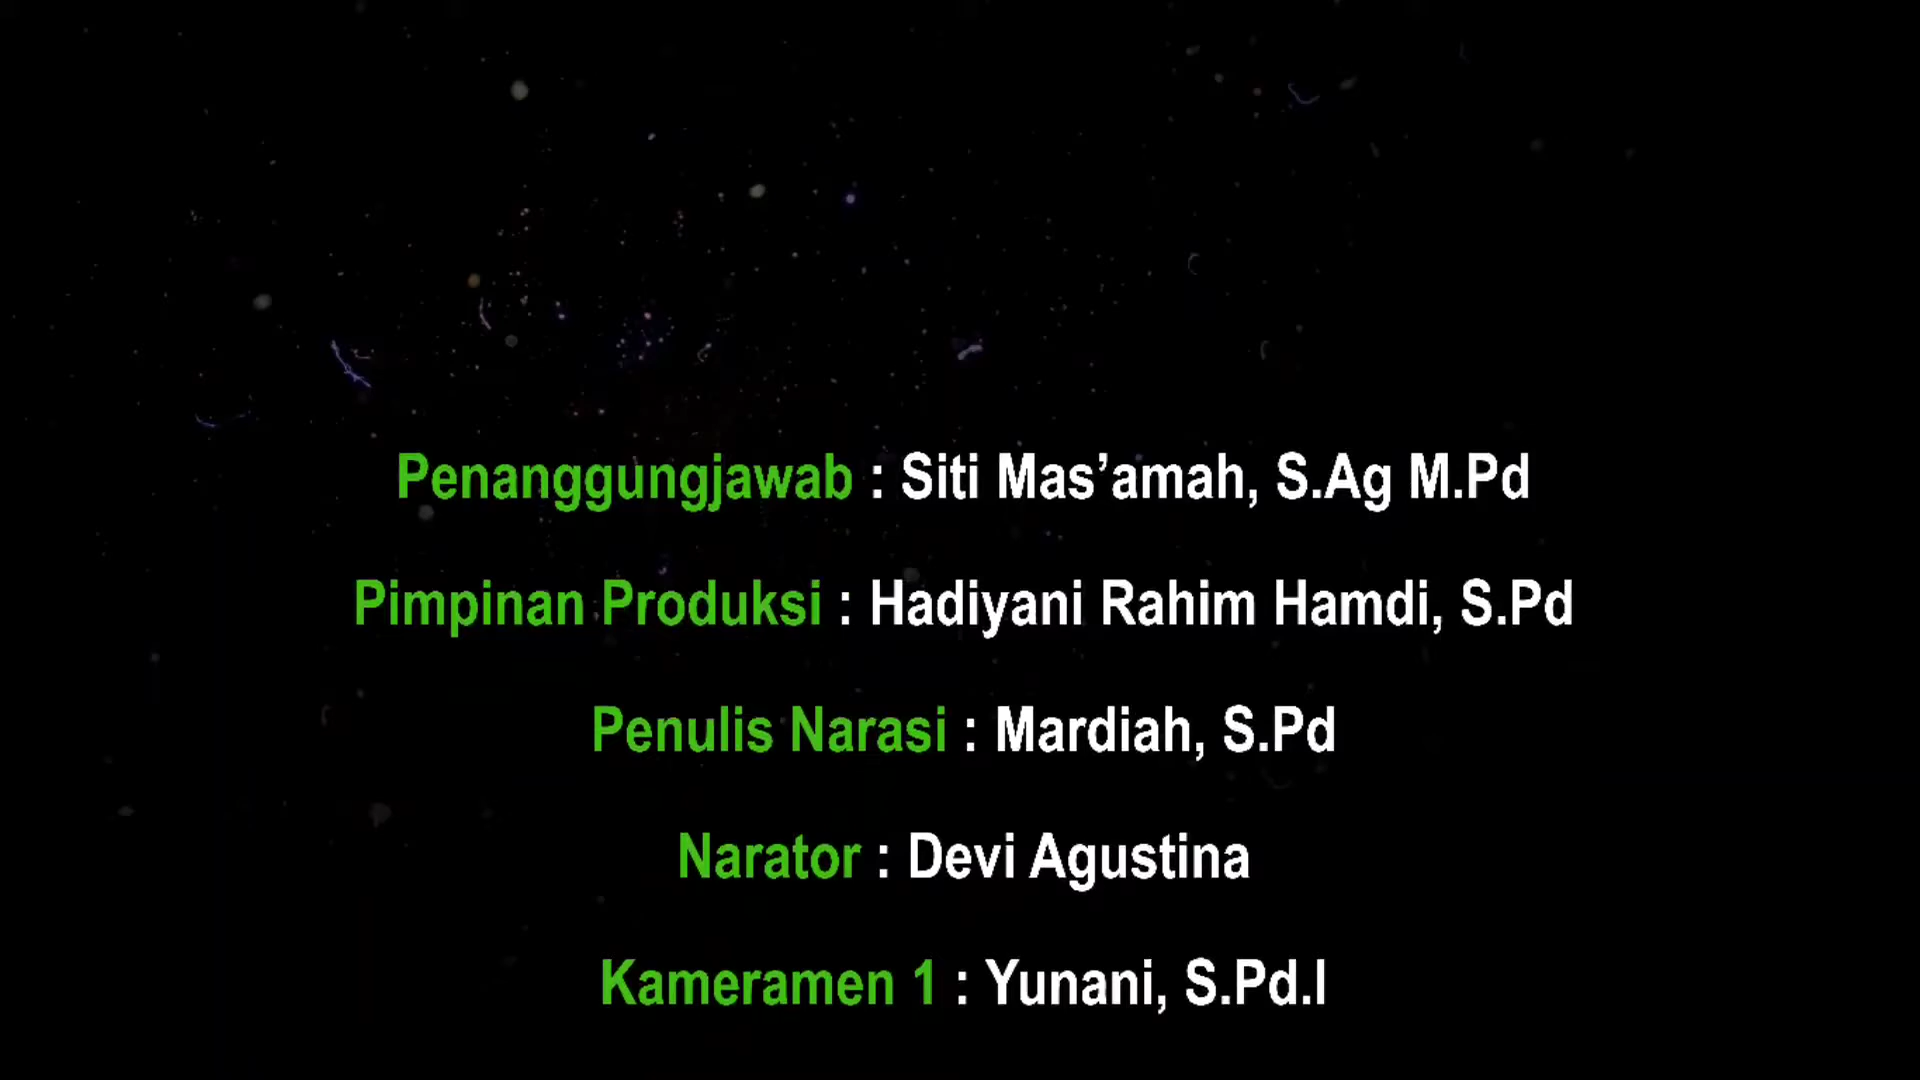 Penanggungjawab : Siti Mas’amah, S.Ag M.Pd
Pimpinan Produksi : Hadiyani Rahim Hamdi, S.Pd
Penulis Narasi : Mardiah, S.Pd
Narator : Devi Agustina
Kameramen 1 : Yunani, S.Pd.I